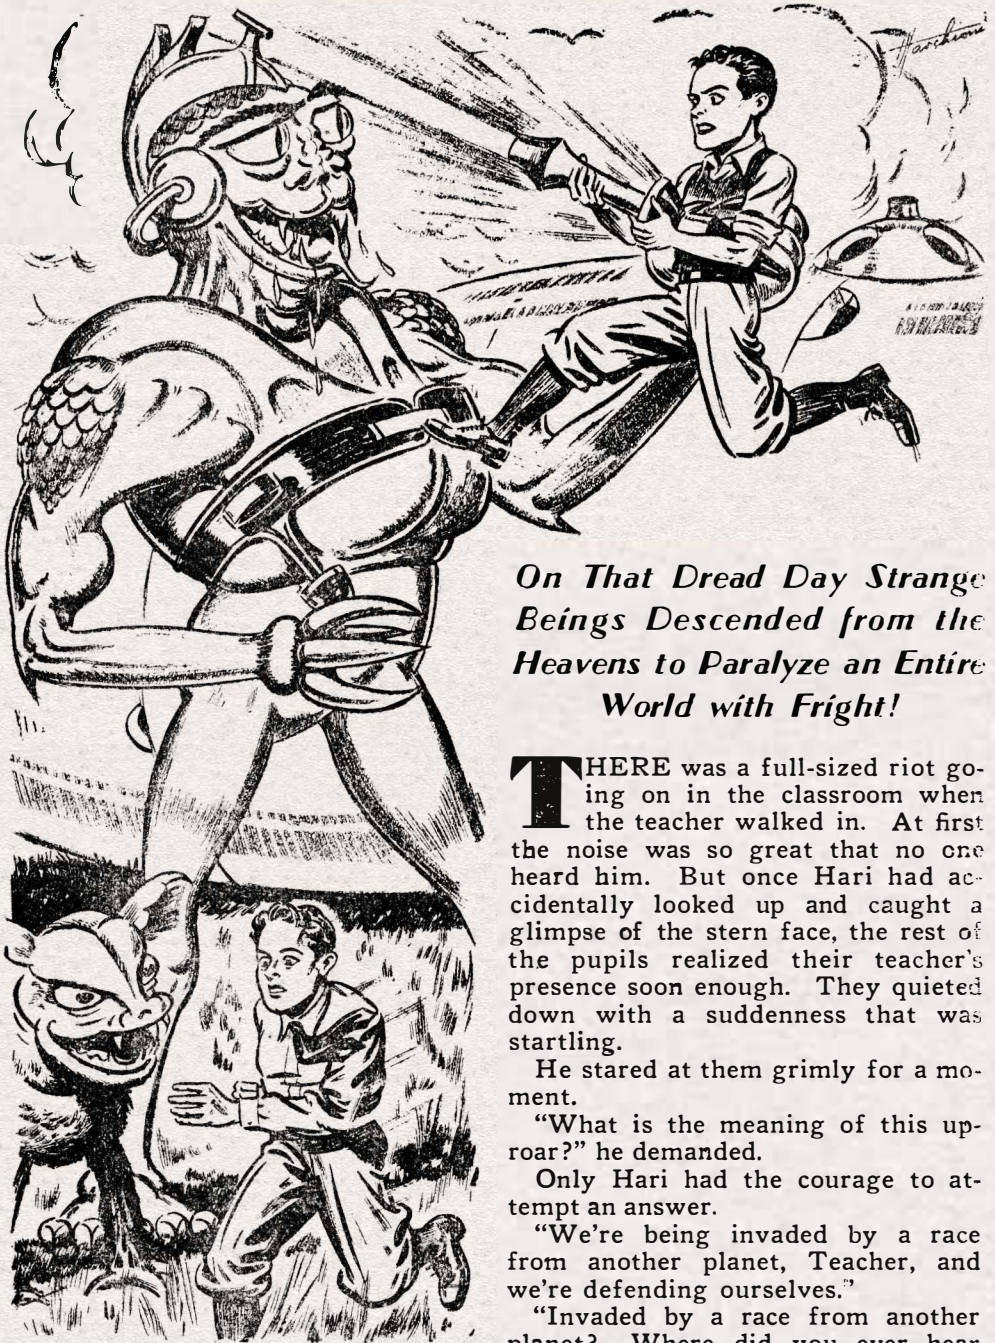 On That Dread Day Strange
Beings Descended from the
Heavens to Paralyze an Entire
World with Fright!
THERE was a full-sized riot go-
ing on in the classroom when
the teacher walked in. At first
the noise was so great that no one
heard him. But once Hari had ac-
cidentally looked up and caught a
glimpse of the stern face, the rest of
the pupils realized their teacher's
presence soon enough. They quieted
down with a suddenness that was
startling.
He stared at them grimly for a mo-
ment.
“What is the meaning of this up-
roar?” he demanded.
Only Hari had the courage to at-
tempt an answer.
“We're being invaded by a race
from another planet, Teacher, and
we're defending ourselves.”
“Invaded by a race from another
planet? Where did you ever hear